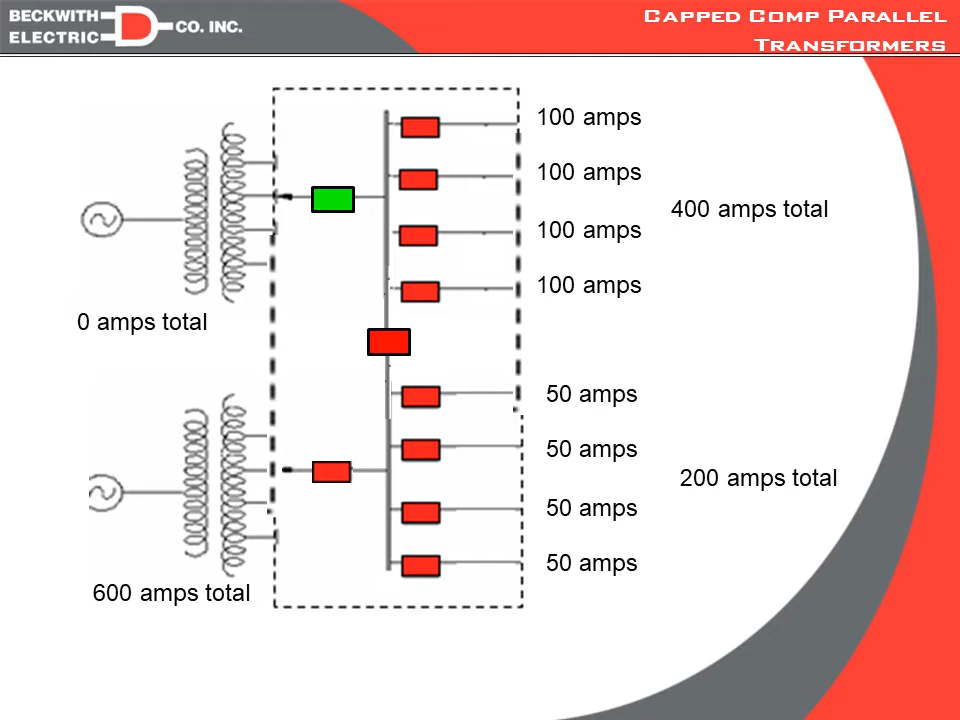 BECKWITH
ELECTRIC
CO. INC.
Capped Comp Parallel
Transformers
100 amps
100 amps
400 amps total
100 amps
100 amps
0 amps total
50 amps
50 amps
200 amps total
50 amps
50 amps
600 amps total